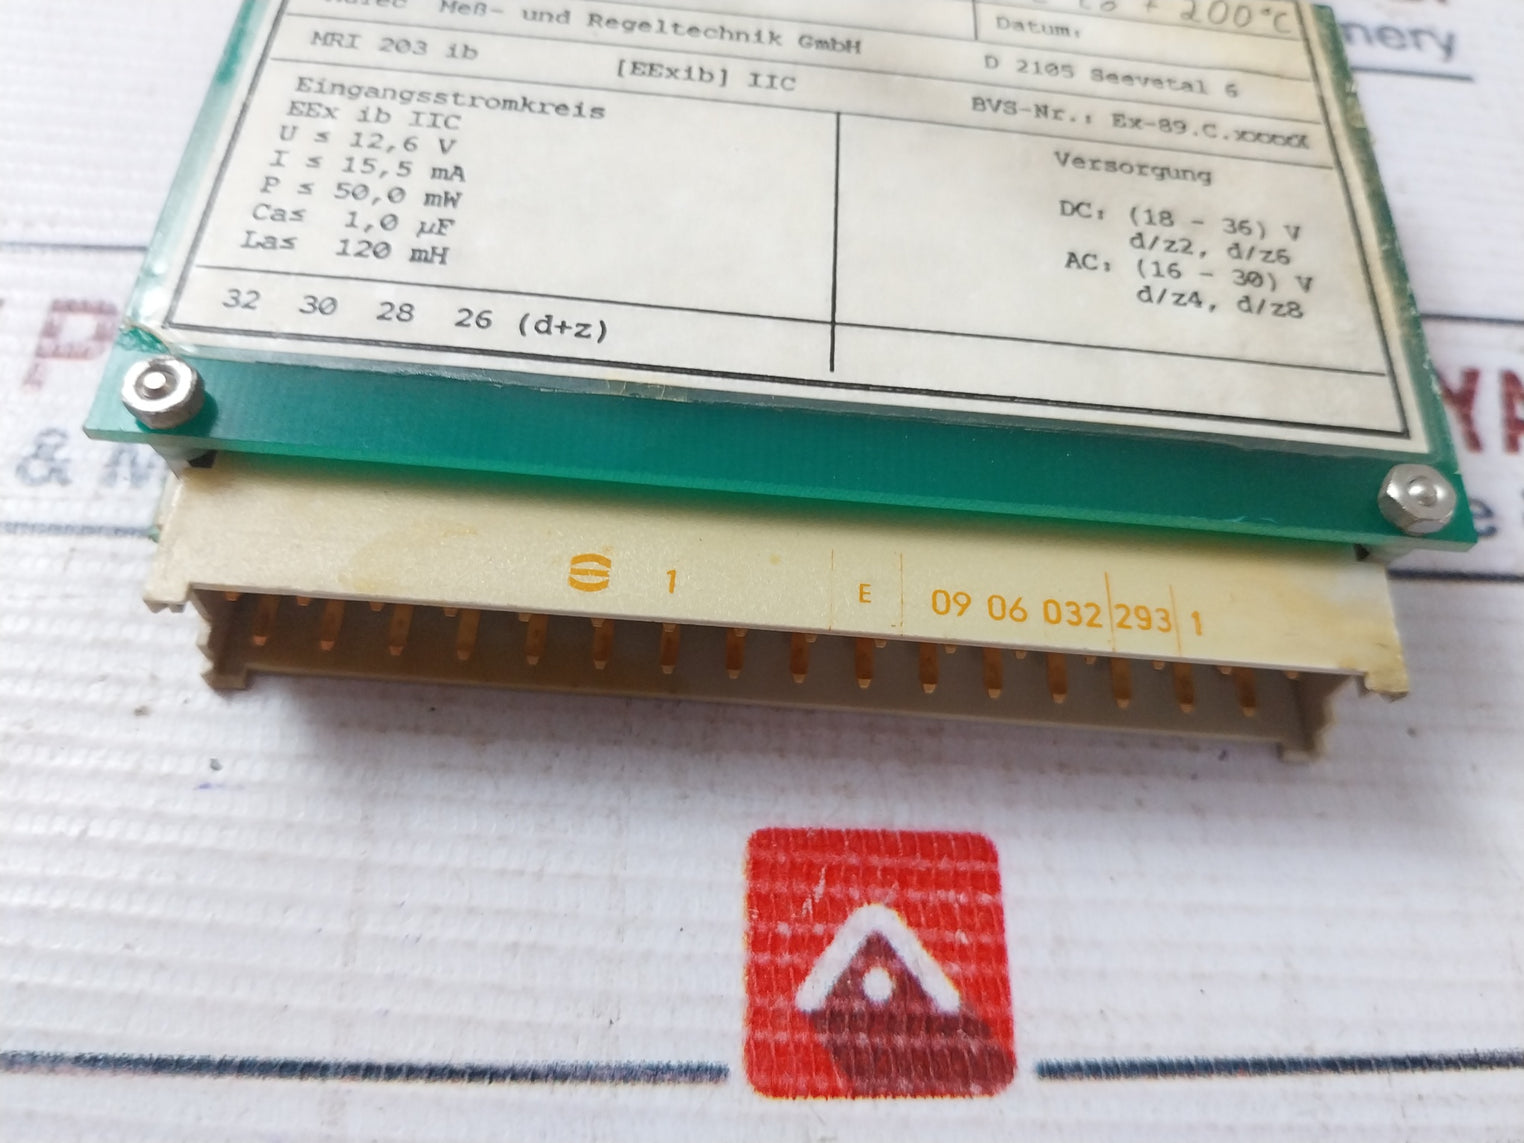 + 200°C
Meß- und Regeltechnik GmbH
Datum:
MRI 203 ib
[EExib] IIC
D 2105 Seevetal 6
BVS-Nr.: Ex-89.C.xxxxX
Eingangsstromkreis
EEx ib IIC
U ≤ 12,6 V
I ≤ 15,5 mA
P ≤ 50,0 mW
Ca≤ 1,0 µF
La≤ 120 mH
Versorgung
DC: (18 - 36) V
d/z2, d/z6
AC: (16 - 30) V
d/z4, d/z8
32 30 28 26 (d+z)
1 E 09 06 032 293 1